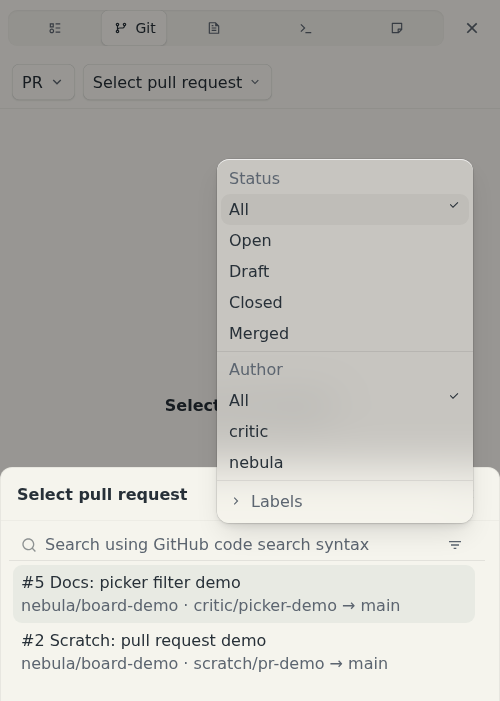 Git
PR
Select pull request
Status
All
Open
Draft
Closed
Merged
Author
All
critic
nebula
Labels
Select
Select pull request
Search using GitHub code search syntax
#5 Docs: picker filter demo
nebula/board-demo · critic/picker-demo → main
#2 Scratch: pull request demo
nebula/board-demo · scratch/pr-demo → main